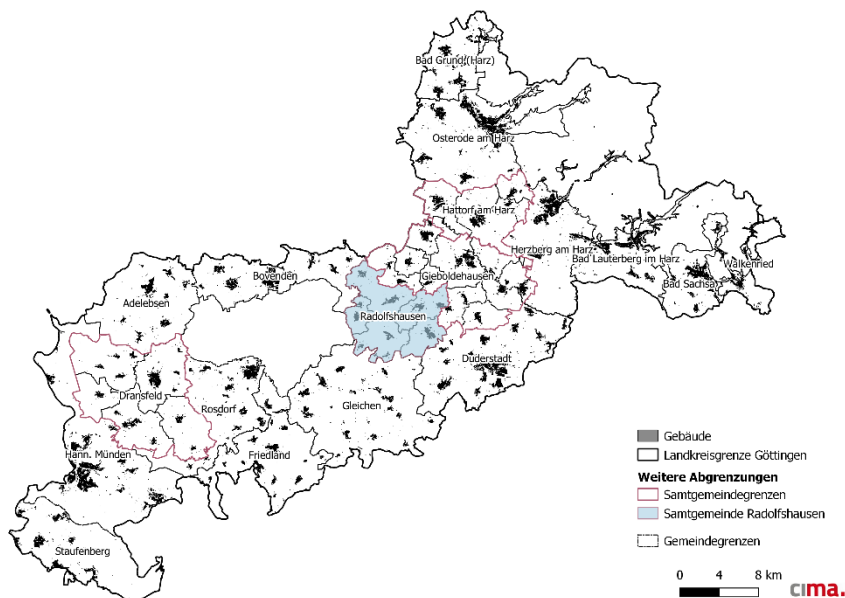 Bad Grund (Harz)
Osterode am Harz
Hattorf am Harz
Herzberg am Harz
Bad Lauterberg im Harz
Walkenried
Bad Sachsa
Gieboldehausen
Bovenden
Adelebsen
Radolfshausen
Duderstadt
Dransfeld
Rosdorf
Gleichen
Friedland
Hann. Münden
Staufenberg
Gebäude
Landkreisgrenze Göttingen
Weitere Abgrenzungen
Samtgemeindegrenzen
Samtgemeinde Radolfshausen
Gemeindegrenzen
0 4 8 km
cima.